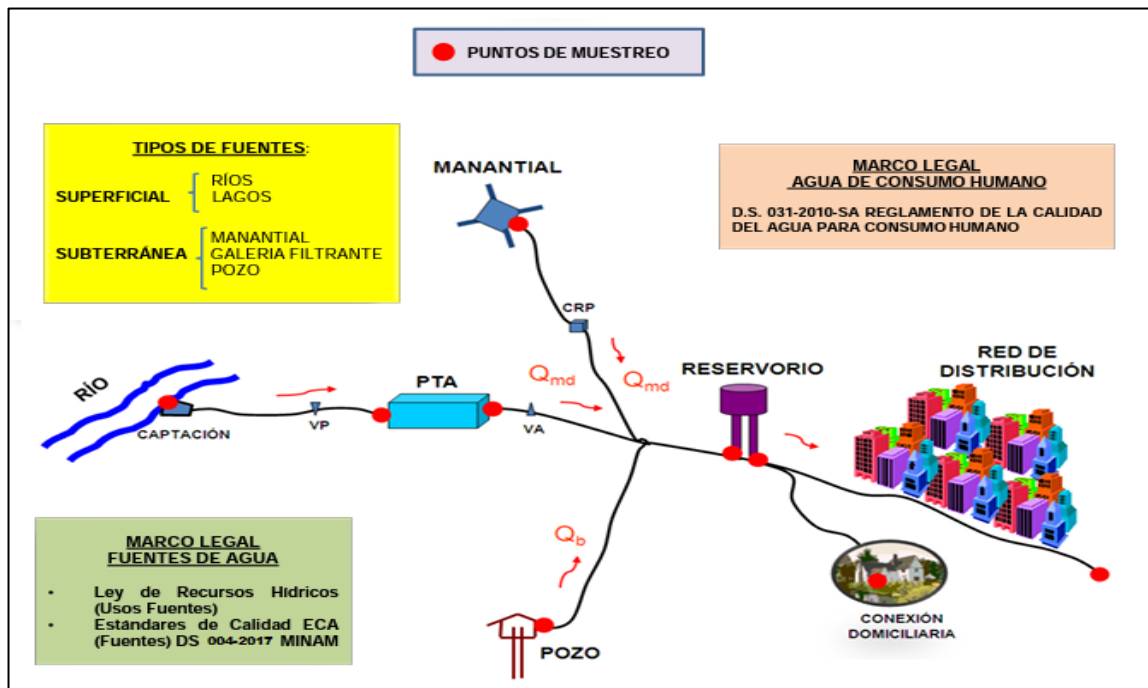 PUNTOS DE MUESTREO
TIPOS DE FUENTES:
SUPERFICIAL
RÍOS
LAGOS
SUBTERRÁNEA
MANANTIAL
GALERIA FILTRANTE
POZO
MANANTIAL
MARCO LEGAL
AGUA DE CONSUMO HUMANO
D.S. 031-2010-SA REGLAMENTO DE LA CALIDAD
DEL AGUA PARA CONSUMO HUMANO
CRP
RÍO
CAPTACIÓN
VP
PTA
Qmd
VA
Qmd
RESERVORIO
RED DE
DISTRIBUCIÓN
MARCO LEGAL
FUENTES DE AGUA
• Ley de Recursos Hídricos
(Usos Fuentes)
• Estándares de Calidad ECA
(Fuentes) DS 004-2017 MINAM
Qb
POZO
CONEXIÓN
DOMICILIARIA